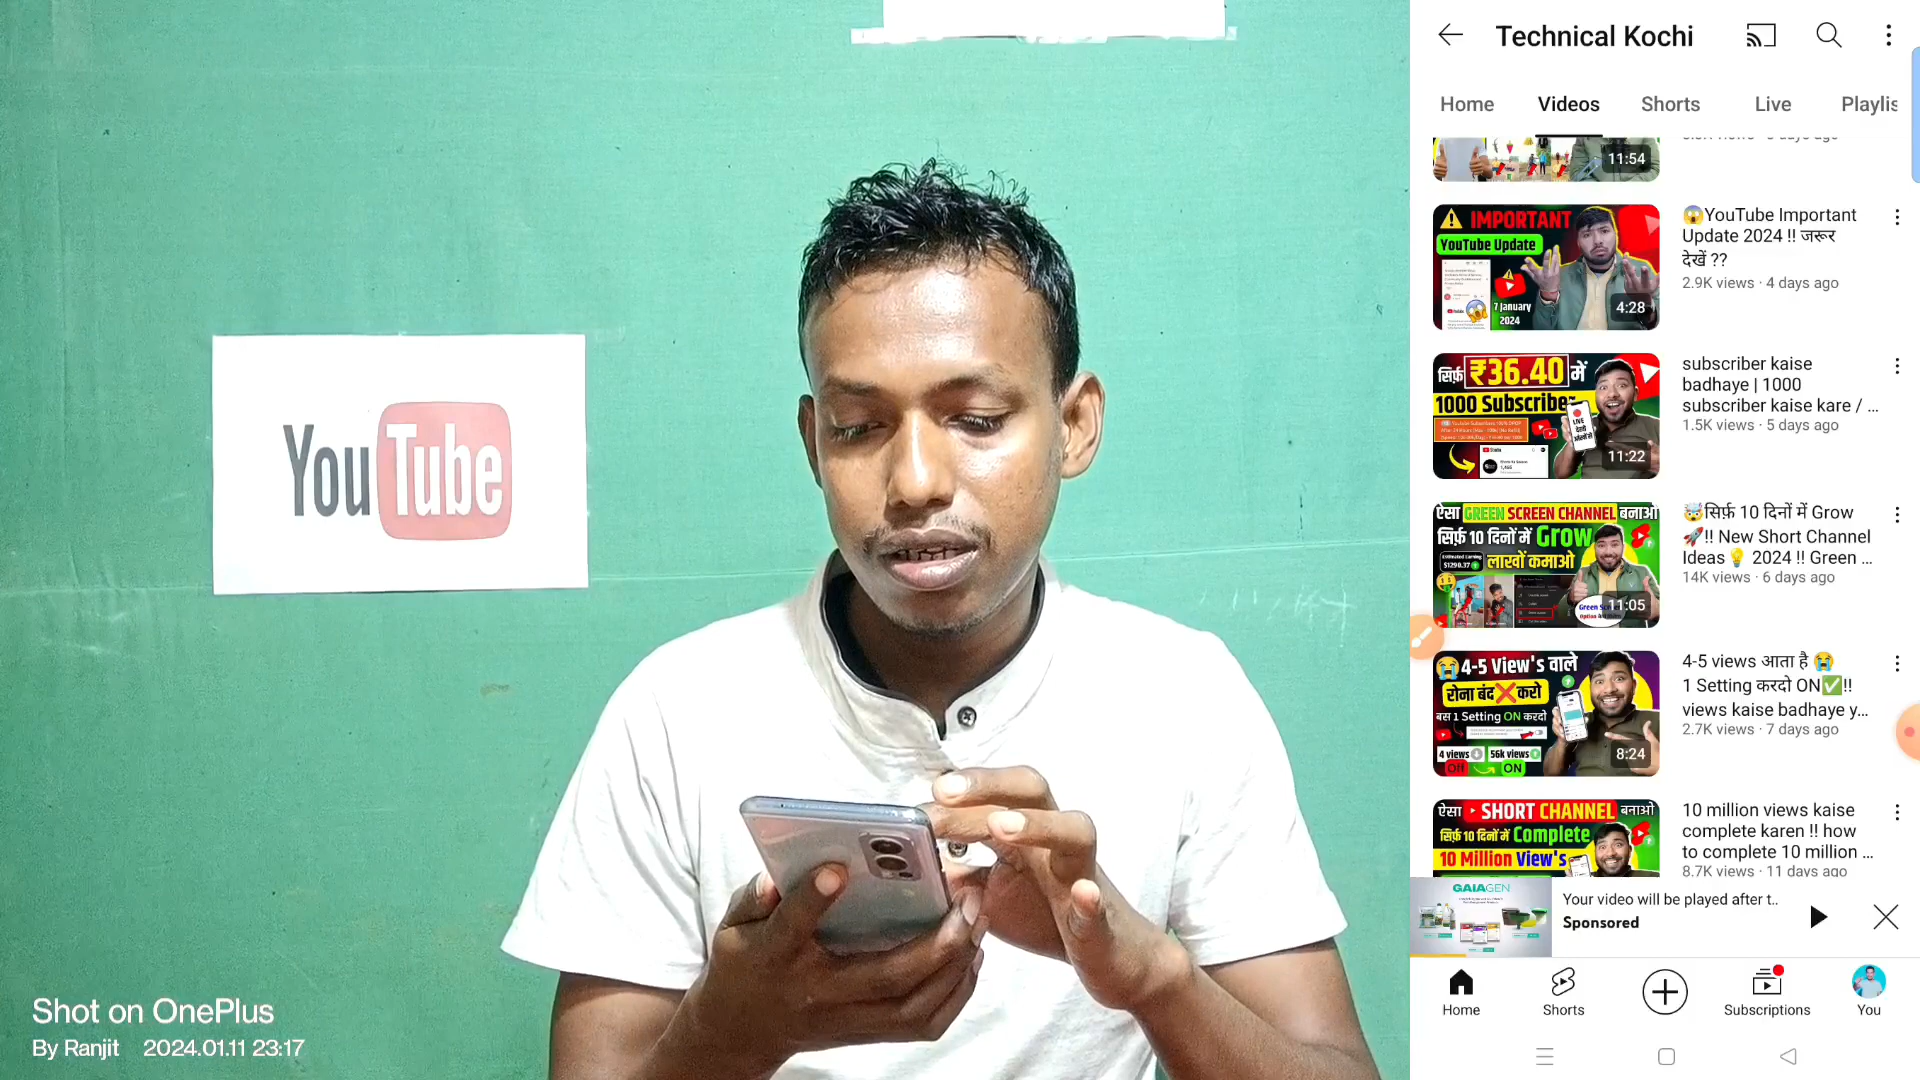 YouTube
Shot on OnePlus
By Ranjit 2024.01.11 23:17
Technical Kochi
Home Videos Shorts Live Playlis
11:54
IMPORTANT
YouTube Update
7 January
2024
4:28
😱YouTube Important
Update 2024 !! जरूर
देखें ??
2.9K views · 4 days ago
सिर्फ़ ₹36.40 में
1000 Subscriber
LIVE
11:22
subscriber kaise
badhaye | 1000
subscriber kaise kare / ...
1.5K views · 5 days ago
ऐसा GREEN SCREEN CHANNEL बनाओ
सिर्फ़ 10 दिनों में Grow
Estimated Earning
$1290.37
लाखों कमाओ
11:05
🤯सिर्फ़ 10 दिनों में Grow
🚀!! New Short Channel
Ideas💡 2024 !! Green ...
14K views · 6 days ago
😭4-5 View's वाले
रोना बंद❌करो
बस 1 Setting ON करदो
4 views 56k views
Off ON
8:24
4-5 views आता है 😭
1 Setting करदो ON✅!!
views kaise badhaye y...
2.7K views · 7 days ago
ऐसा SHORT CHANNEL बनाओ
सिर्फ़ 10 दिनों में Complete
10 Million View's
10 million views kaise
complete karen !! how
to complete 10 million ...
8.7K views · 11 days ago
GAIAGEN
Your video will be played after t..
Sponsored
Home Shorts Subscriptions You